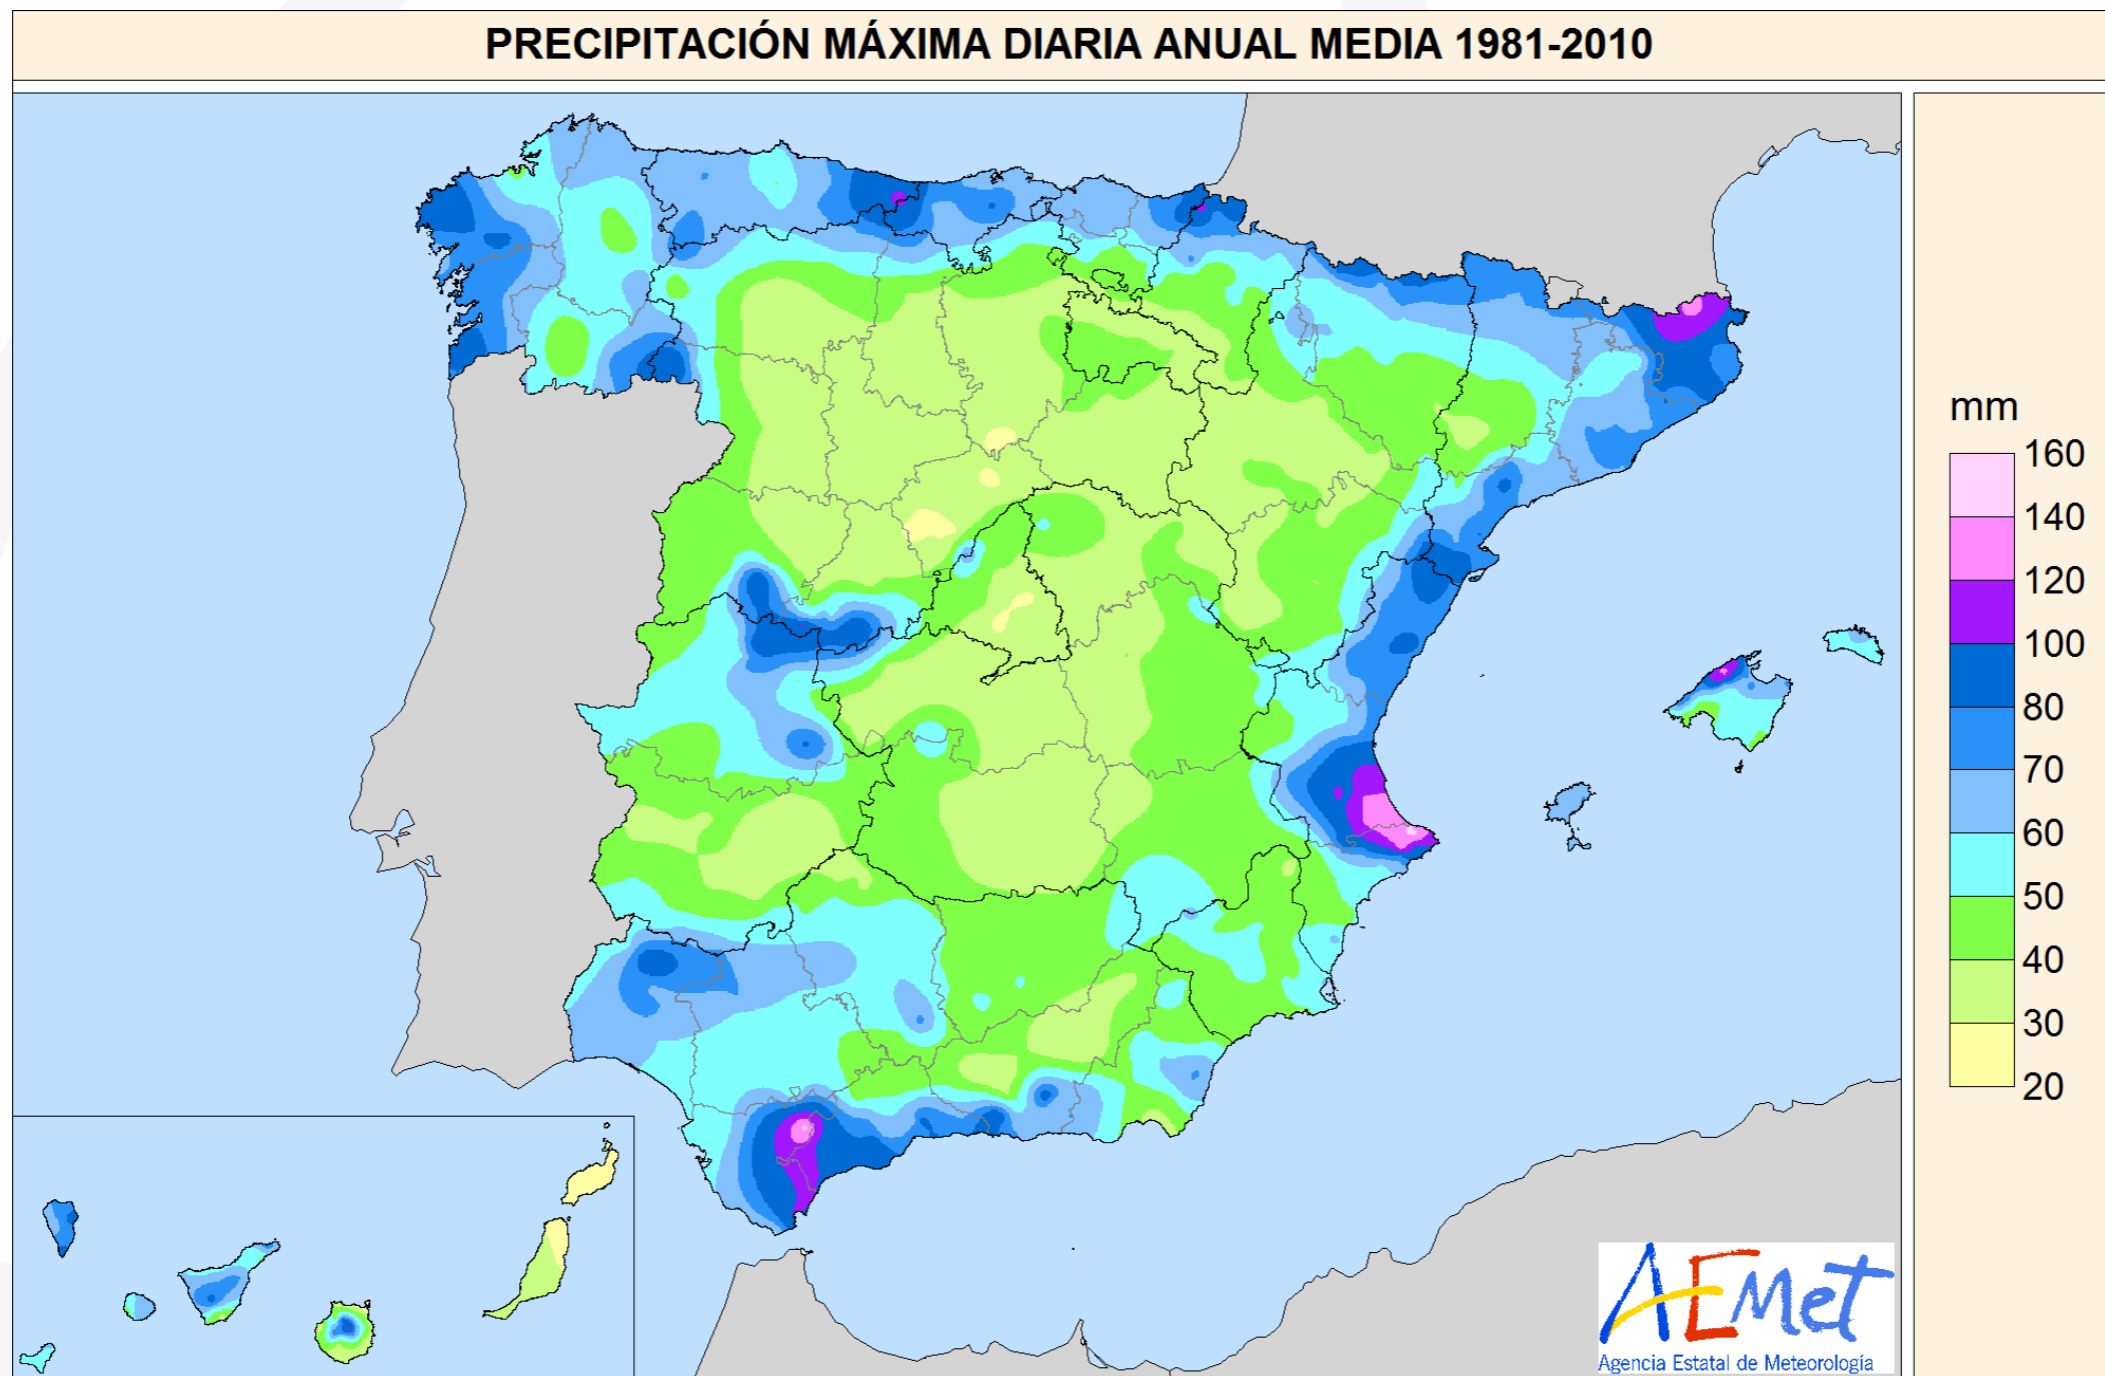 PRECIPITACIÓN MÁXIMA DIARIA ANUAL MEDIA 1981-2010
mm
160
140
120
100
80
70
60
50
40
30
20
AEMet
Agencia Estatal de Meteorología